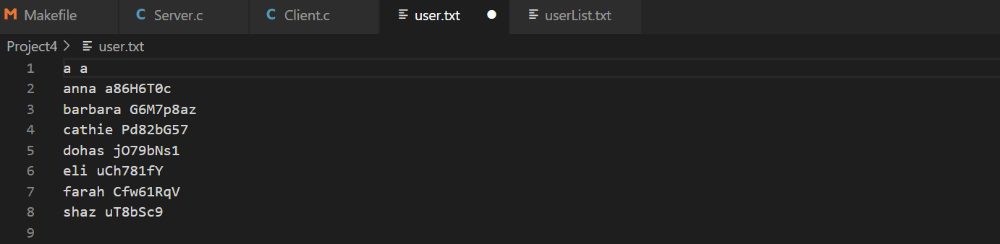 M Makefile C Server.c C Client.c user.txt userList.txt
Project4 > user.txt
1 a a
2 anna a86H6T0c
3 barbara G6M7p8az
4 cathie Pd82bG57
5 dohas jO79bNs1
6 eli uCh781fY
7 farah Cfw61RqV
8 shaz uT8bSc9
9